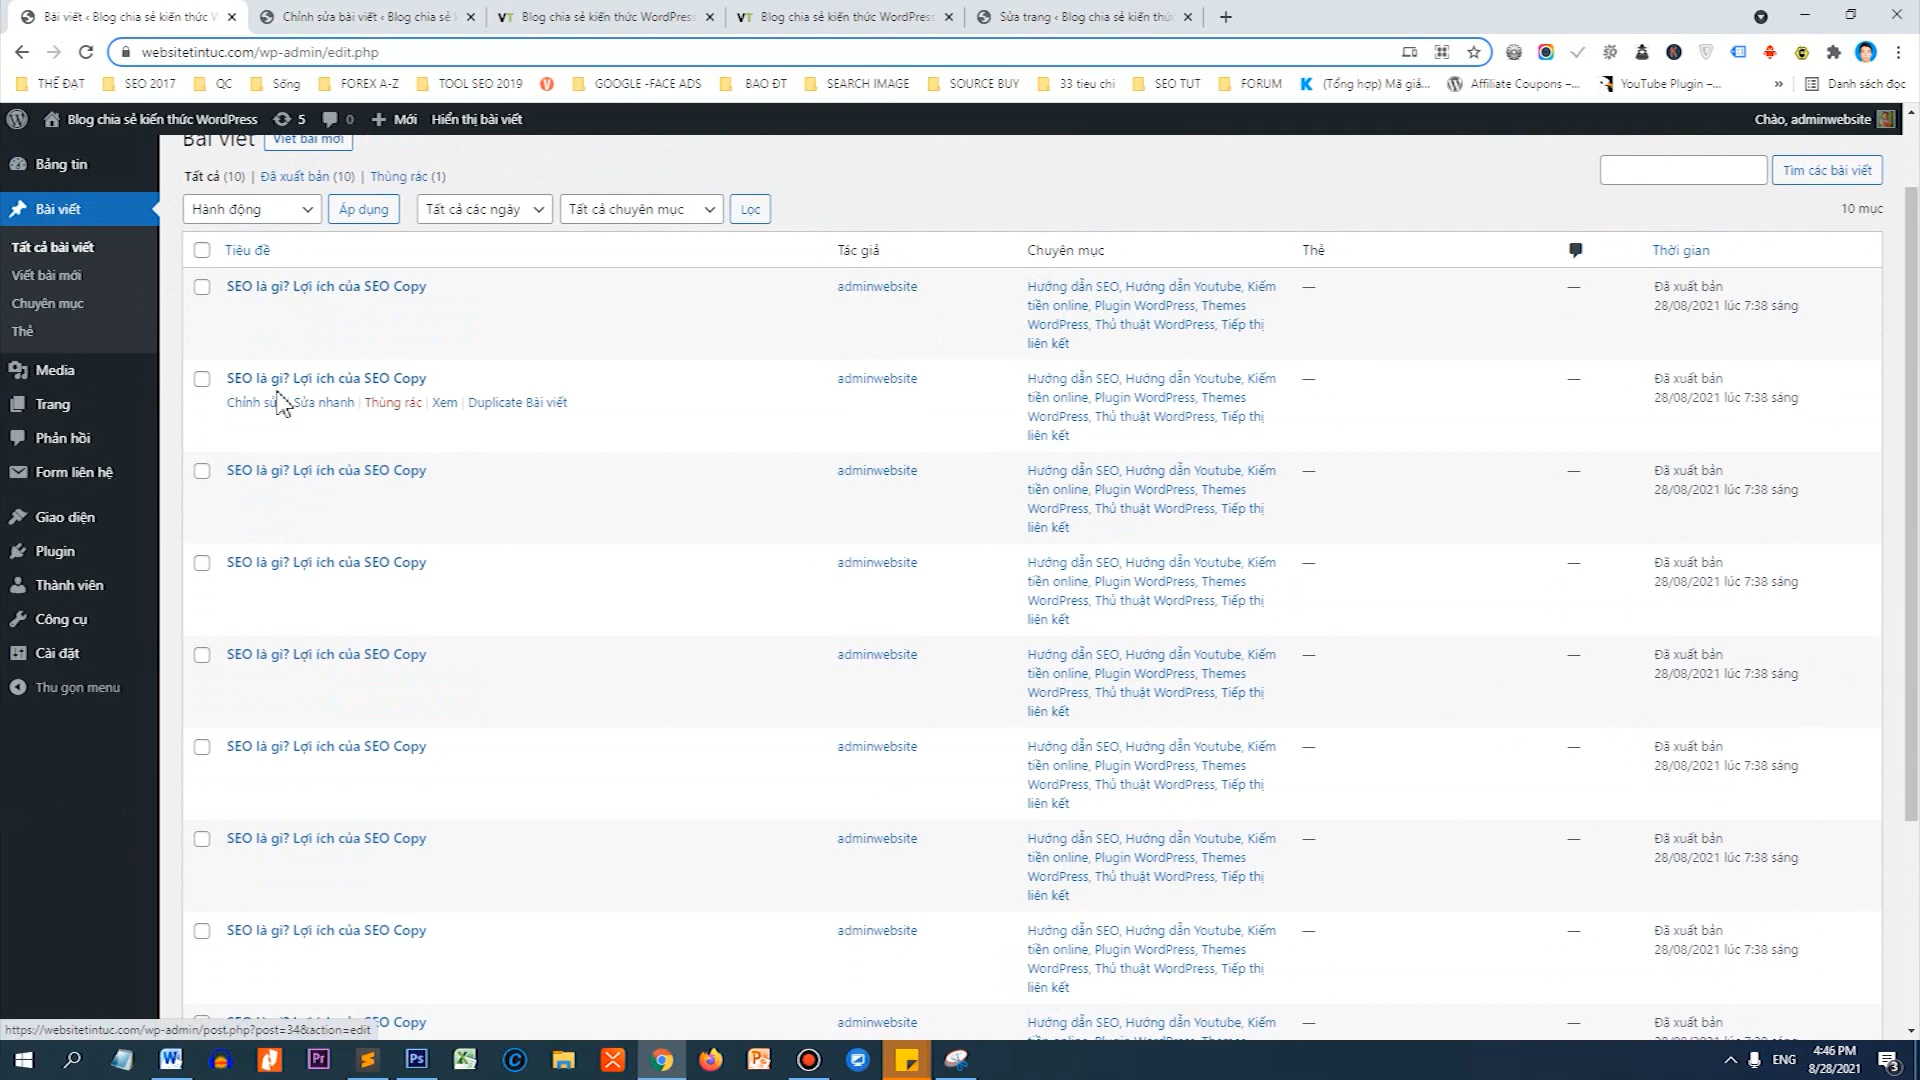 Bài viết ‹ Blog chia sẻ kiến thức W
Chỉnh sửa bài viết ‹ Blog chia sẻ k
VT Blog chia sẻ kiến thức WordPress
VT Blog chia sẻ kiến thức WordPress
Sửa trang ‹ Blog chia sẻ kiến thức
websitetintuc.com/wp-admin/edit.php
THẾ ĐẠT SEO 2017 QC Sống FOREX A-Z TOOL SEO 2019 GOOGLE -FACE ADS BAO ĐT SEARCH IMAGE SOURCE BUY 33 tieu chi SEO TUT FORUM (Tổng hợp) Mã giả... Affiliate Coupons –... YouTube Plugin –... » Danh sách đọc
Blog chia sẻ kiến thức WordPress 5 0 Mới Hiển thị bài viết Chào, adminwebsite
Bảng tin
Bài viết
Tất cả bài viết
Viết bài mới
Chuyên mục
Thẻ
Media
Trang
Phản hồi
Form liên hệ
Giao diện
Plugin
Thành viên
Công cụ
Cài đặt
Thu gọn menu
Bài viết Viết bài mới
Tất cả (10) | Đã xuất bản (10) | Thùng rác (1)
Tìm các bài viết
Hành động Áp dụng Tất cả các ngày Tất cả chuyên mục Lọc 10 mục
Tiêu đề Tác giả Chuyên mục Thẻ Thời gian
SEO là gì? Lợi ích của SEO Copy adminwebsite Hướng dẫn SEO, Hướng dẫn Youtube, Kiếm — — Đã xuất bản
tiền online, Plugin WordPress, Themes 28/08/2021 lúc 7:38 sáng
WordPress, Thủ thuật WordPress, Tiếp thị
liên kết
SEO là gì? Lợi ích của SEO Copy adminwebsite Hướng dẫn SEO, Hướng dẫn Youtube, Kiếm — — Đã xuất bản
Chỉnh sử Sửa nhanh | Thùng rác | Xem | Duplicate Bài viết tiền online, Plugin WordPress, Themes 28/08/2021 lúc 7:38 sáng
WordPress, Thủ thuật WordPress, Tiếp thị
liên kết
SEO là gì? Lợi ích của SEO Copy adminwebsite Hướng dẫn SEO, Hướng dẫn Youtube, Kiếm — — Đã xuất bản
tiền online, Plugin WordPress, Themes 28/08/2021 lúc 7:38 sáng
WordPress, Thủ thuật WordPress, Tiếp thị
liên kết
SEO là gì? Lợi ích của SEO Copy adminwebsite Hướng dẫn SEO, Hướng dẫn Youtube, Kiếm — — Đã xuất bản
tiền online, Plugin WordPress, Themes 28/08/2021 lúc 7:38 sáng
WordPress, Thủ thuật WordPress, Tiếp thị
liên kết
SEO là gì? Lợi ích của SEO Copy adminwebsite Hướng dẫn SEO, Hướng dẫn Youtube, Kiếm — — Đã xuất bản
tiền online, Plugin WordPress, Themes 28/08/2021 lúc 7:38 sáng
WordPress, Thủ thuật WordPress, Tiếp thị
liên kết
SEO là gì? Lợi ích của SEO Copy adminwebsite Hướng dẫn SEO, Hướng dẫn Youtube, Kiếm — — Đã xuất bản
tiền online, Plugin WordPress, Themes 28/08/2021 lúc 7:38 sáng
WordPress, Thủ thuật WordPress, Tiếp thị
liên kết
SEO là gì? Lợi ích của SEO Copy adminwebsite Hướng dẫn SEO, Hướng dẫn Youtube, Kiếm — — Đã xuất bản
tiền online, Plugin WordPress, Themes 28/08/2021 lúc 7:38 sáng
WordPress, Thủ thuật WordPress, Tiếp thị
liên kết
SEO là gì? Lợi ích của SEO Copy adminwebsite Hướng dẫn SEO, Hướng dẫn Youtube, Kiếm — — Đã xuất bản
tiền online, Plugin WordPress, Themes 28/08/2021 lúc 7:38 sáng
WordPress, Thủ thuật WordPress, Tiếp thị
liên kết
của SEO Copy adminwebsite Hướng dẫn SEO, Hướng dẫn Youtube, Kiếm — — Đã xuất bản
https://websitetintuc.com/wp-admin/post.php?post=34&action=edit
ENG 4:46 PM
8/28/2021 3